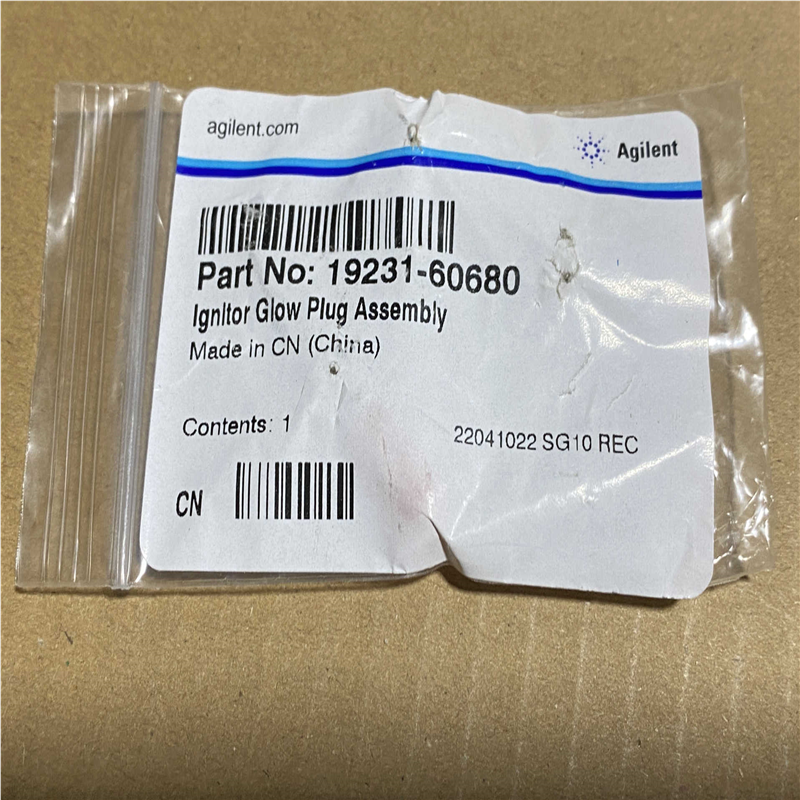 agilent.com
Agilent
Part No: 19231-60680
Ignitor Glow Plug Assembly
Made in CN (China)
Contents: 1
22041022 SG10 REC
CN